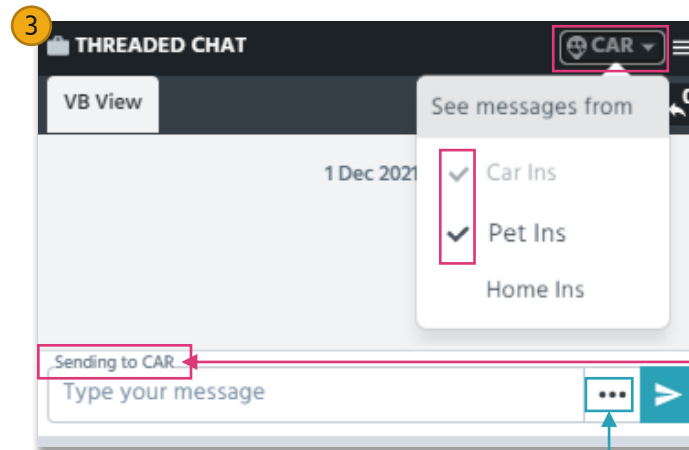 3
THREADED CHAT
CAR
VB View
See messages from
1 Dec 2021
Car Ins
Pet Ins
Home Ins
Sending to CAR
Type your message